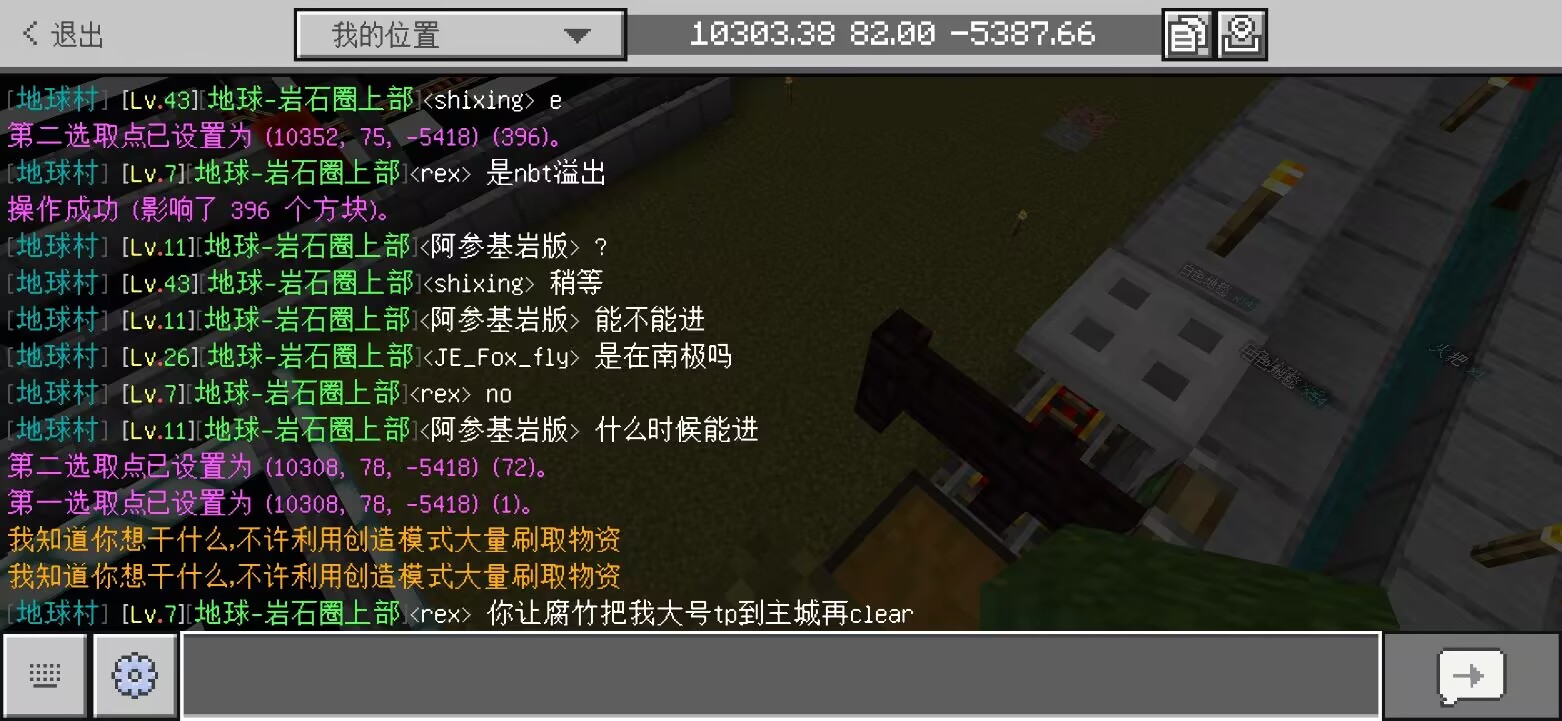 退出
我的位置
10303.38 82.00 -5387.66
[地球村] [Lv.43][地球-岩石圈上部]<shixing> e
第二选取点已设置为 (10352, 75, -5418) (396)。
[地球村] [Lv.7][地球-岩石圈上部]<rex> 是nbt溢出
操作成功 (影响了 396 个方块)。
[地球村] [Lv.11][地球-岩石圈上部]<阿参基岩版> ?
[地球村] [Lv.43][地球-岩石圈上部]<shixing> 稍等
[地球村] [Lv.11][地球-岩石圈上部]<阿参基岩版> 能不能进
[地球村] [Lv.26][地球-岩石圈上部]<JE_Fox_fly> 是在南极吗
[地球村] [Lv.7][地球-岩石圈上部]<rex> no
[地球村] [Lv.11][地球-岩石圈上部]<阿参基岩版> 什么时候能进
第二选取点已设置为 (10308, 78, -5418) (72)。
第一选取点已设置为 (10308, 78, -5418) (1)。
我知道你想干什么,不许利用创造模式大量刷取物资
我知道你想干什么,不许利用创造模式大量刷取物资
[地球村] [Lv.7][地球-岩石圈上部]<rex> 你让腐竹把我大号tp到主城再clear
白色地毯
白色地毯 x54
火把